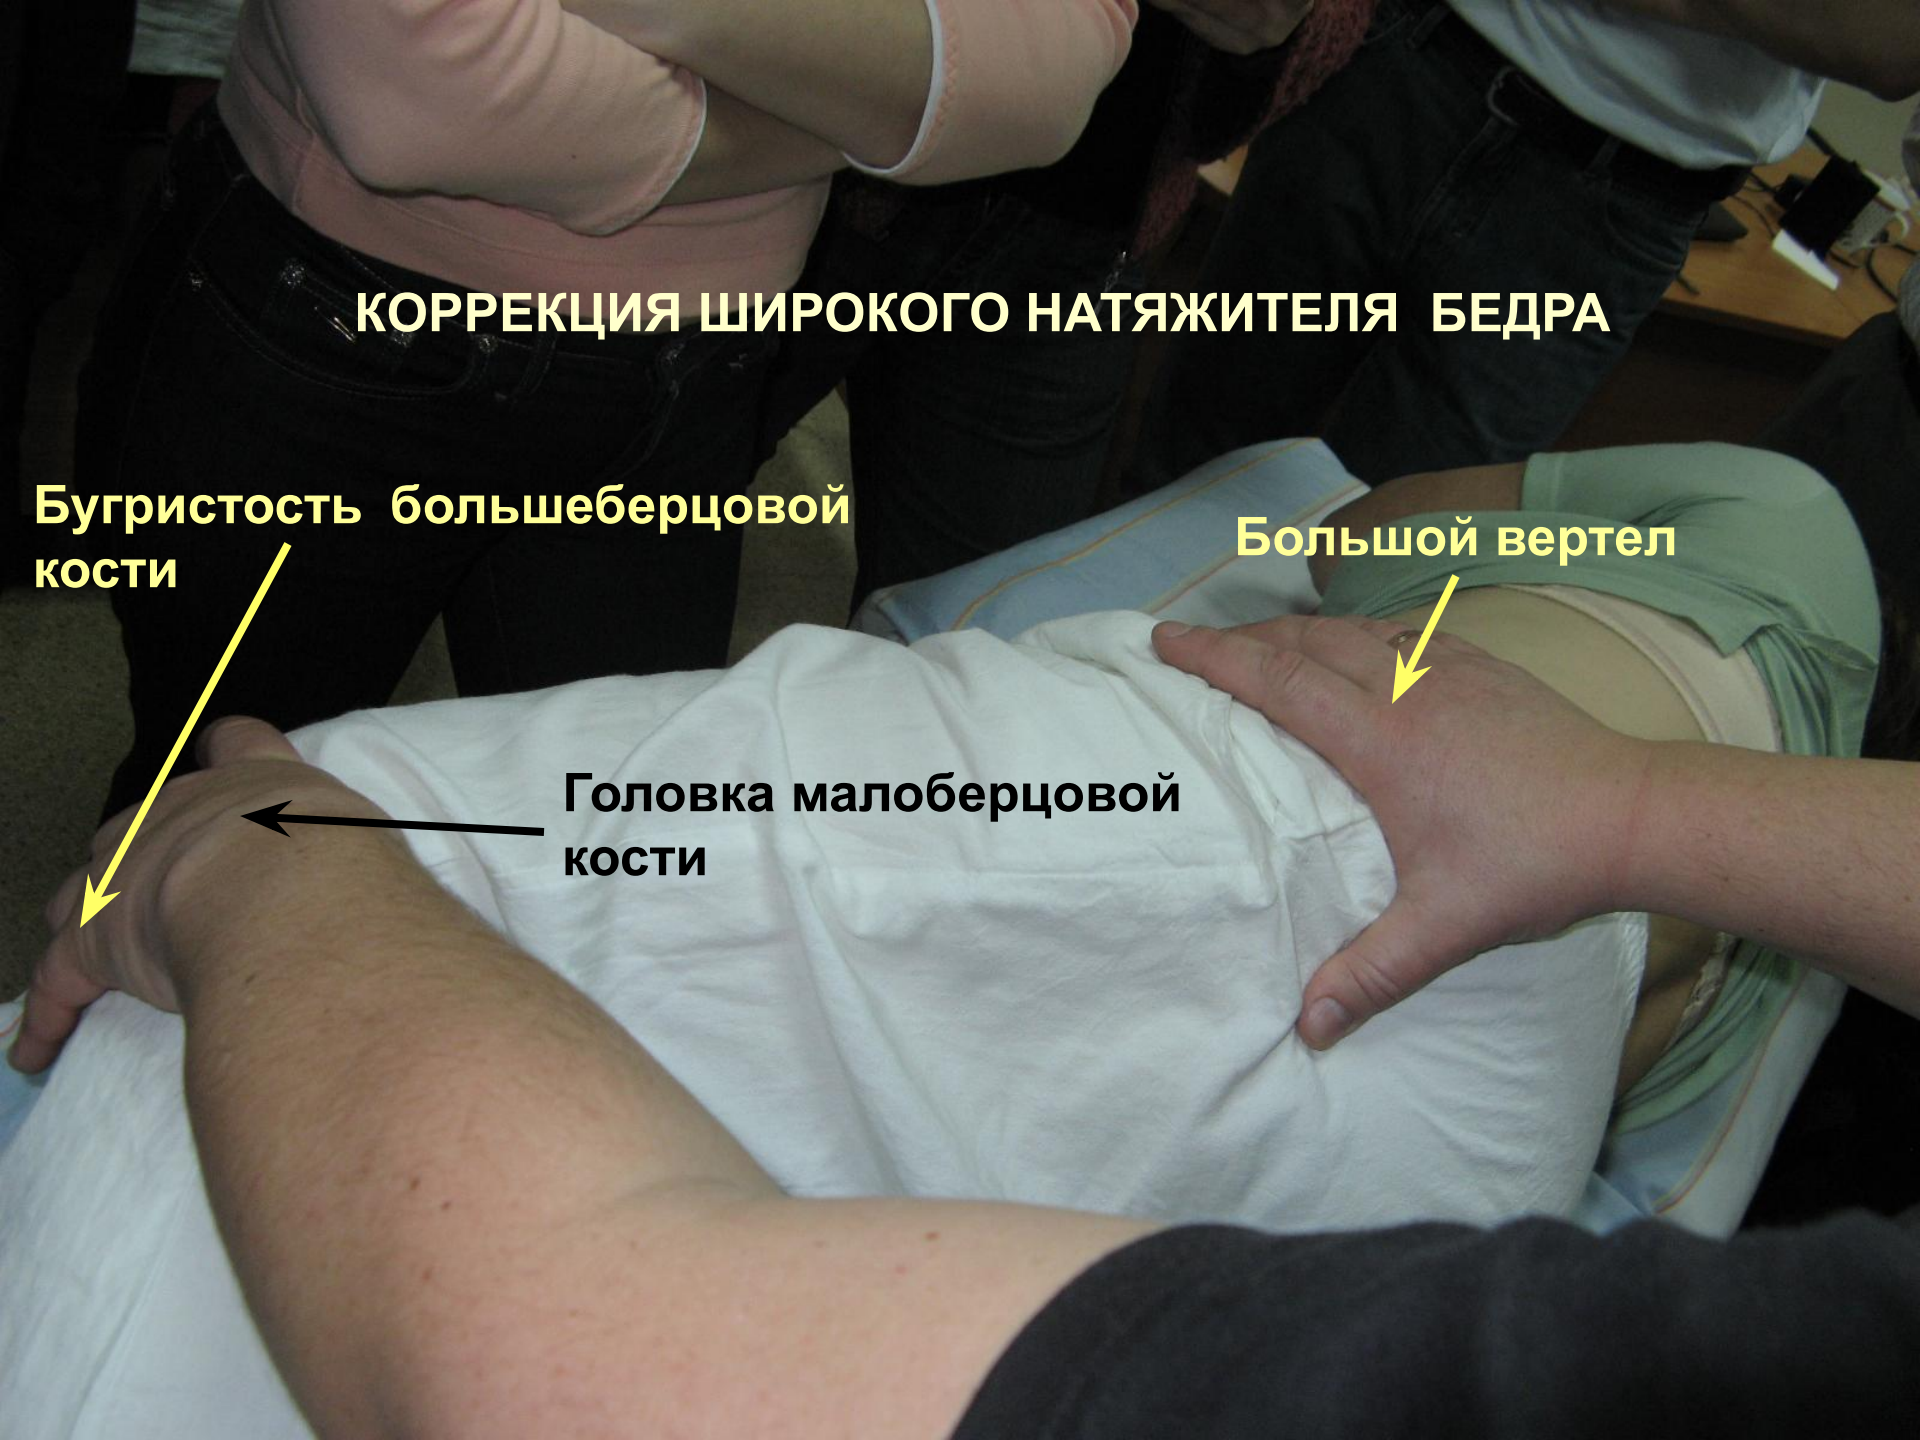 КОРРЕКЦИЯ ШИРОКОГО НАТЯЖИТЕЛЯ БЕДРА
Бугристость большеберцовой
кости
Большой вертел
Головка малоберцовой
кости